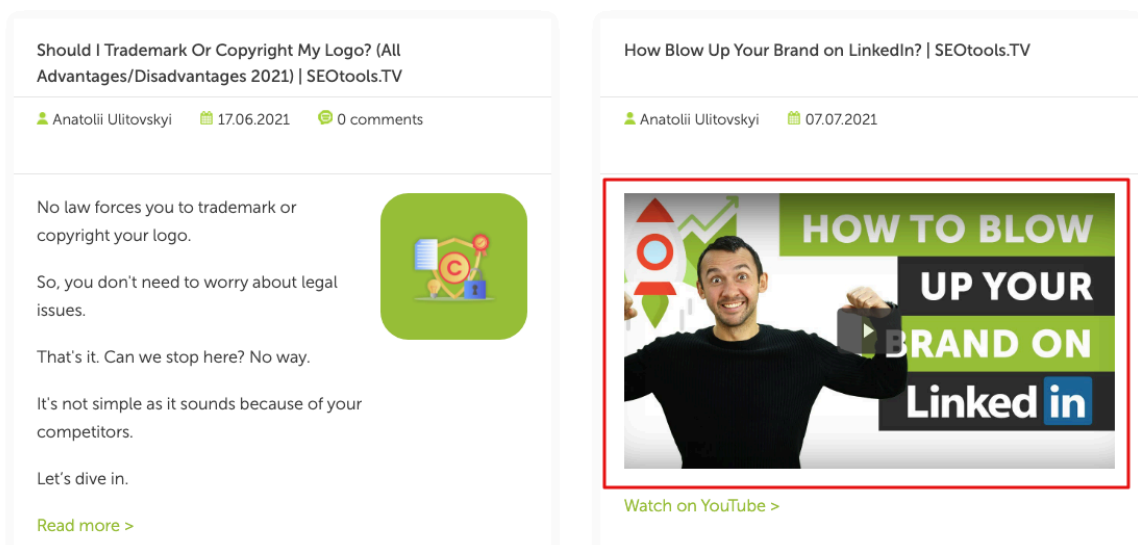 Should I Trademark Or Copyright My Logo? (All
Advantages/Disadvantages 2021) | SEOtools.TV
Anatolii Ulitovskyi 17.06.2021 0 comments
No law forces you to trademark or
copyright your logo.
So, you don't need to worry about legal
issues.
That's it. Can we stop here? No way.
It's not simple as it sounds because of your
competitors.
Let's dive in.
Read more >
C
How Blow Up Your Brand on LinkedIn? | SEOtools.TV
Anatolii Ulitovskyi 07.07.2021
HOW TO BLOW
UP YOUR
BRAND ON
Linked in
Watch on YouTube >